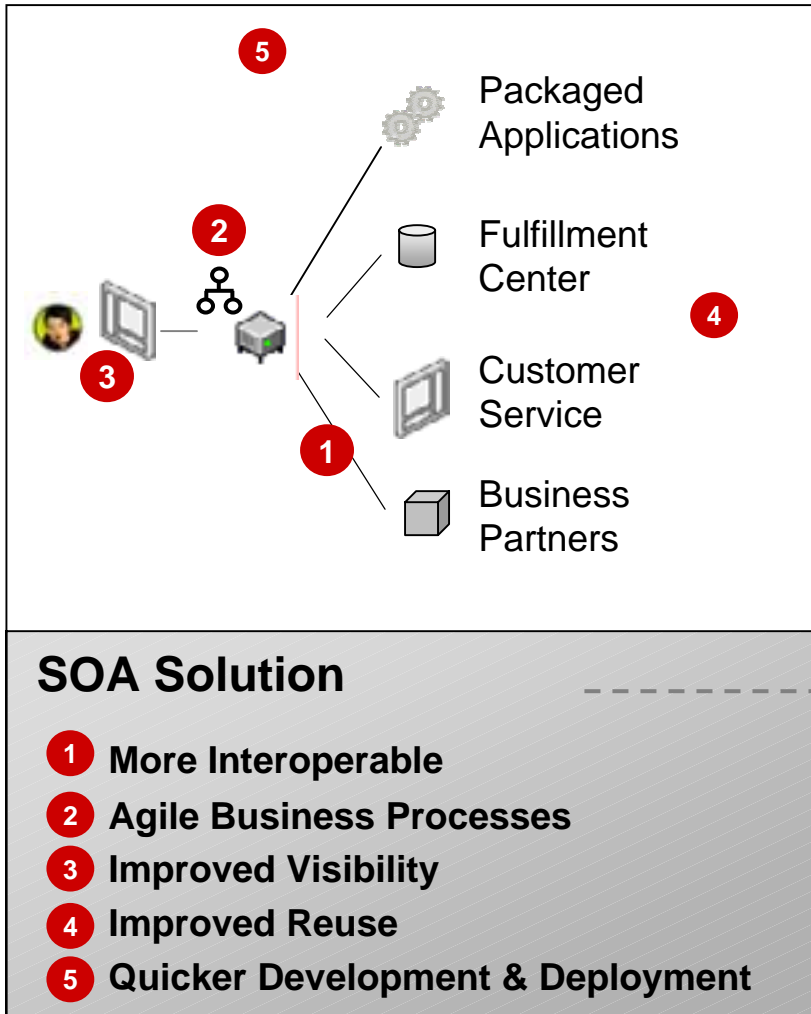 5
Packaged
Applications
2
Fulfillment
Center
4
3
Customer
Service
1
Business
Partners
SOA Solution
1 More Interoperable
2 Agile Business Processes
3 Improved Visibility
4 Improved Reuse
5 Quicker Development & Deployment